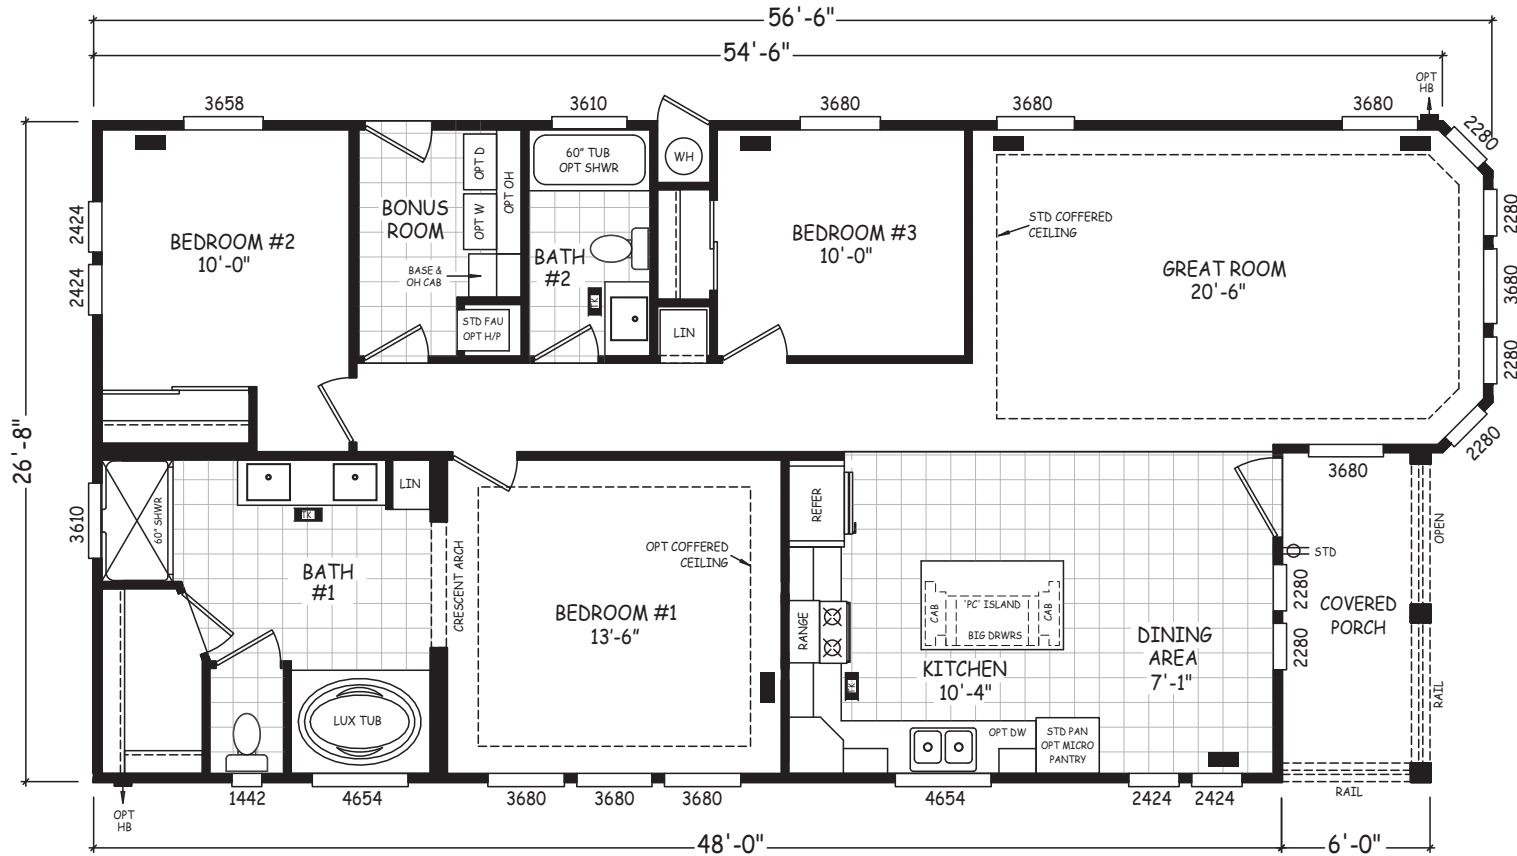 56'-6"
54'-6"
3658
3610
3680
3680
3680
OPT
HB
2280
WH
60" TUB
OPT SHWR
OPT D
OPT OH
OPT W
2424
2424
BEDROOM #2
10'-0"
BONUS
ROOM
BASE &
OH CAB
BATH
#2
TK
BEDROOM #3
10'-0"
STD COFFERED
CEILING
GREAT ROOM
20'-6"
2280
3680
2280
STD FAU
OPT H/P
LIN
26'-8"
2280
3680
3610
60" SHWR
LIN
TK
BATH
#1
CRESCENT ARCH
OPT COFFERED
CEILING
BEDROOM #1
13'-6"
REFER
RANGE
CAB
'PC' ISLAND
CAB
BIG DRWRS
KITCHEN
10'-4"
TK
DINING
AREA
7'-1"
STD
OPEN
2280
2280
COVERED
PORCH
RAIL
LUX TUB
OPT DW
STD PAN
OPT MICRO
PANTRY
RAIL
OPT
HB
1442
4654
3680
3680
3680
4654
2424
2424
48'-0"
6'-0"